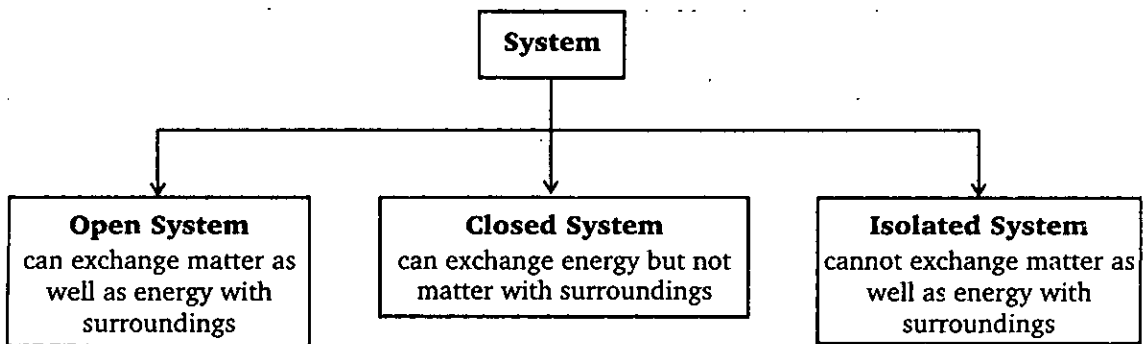 System
Open System
can exchange matter as
well as energy with
surroundings
Closed System
can exchange energy but not
matter with surroundings
Isolated System
cannot exchange matter as
well as energy with
surroundings